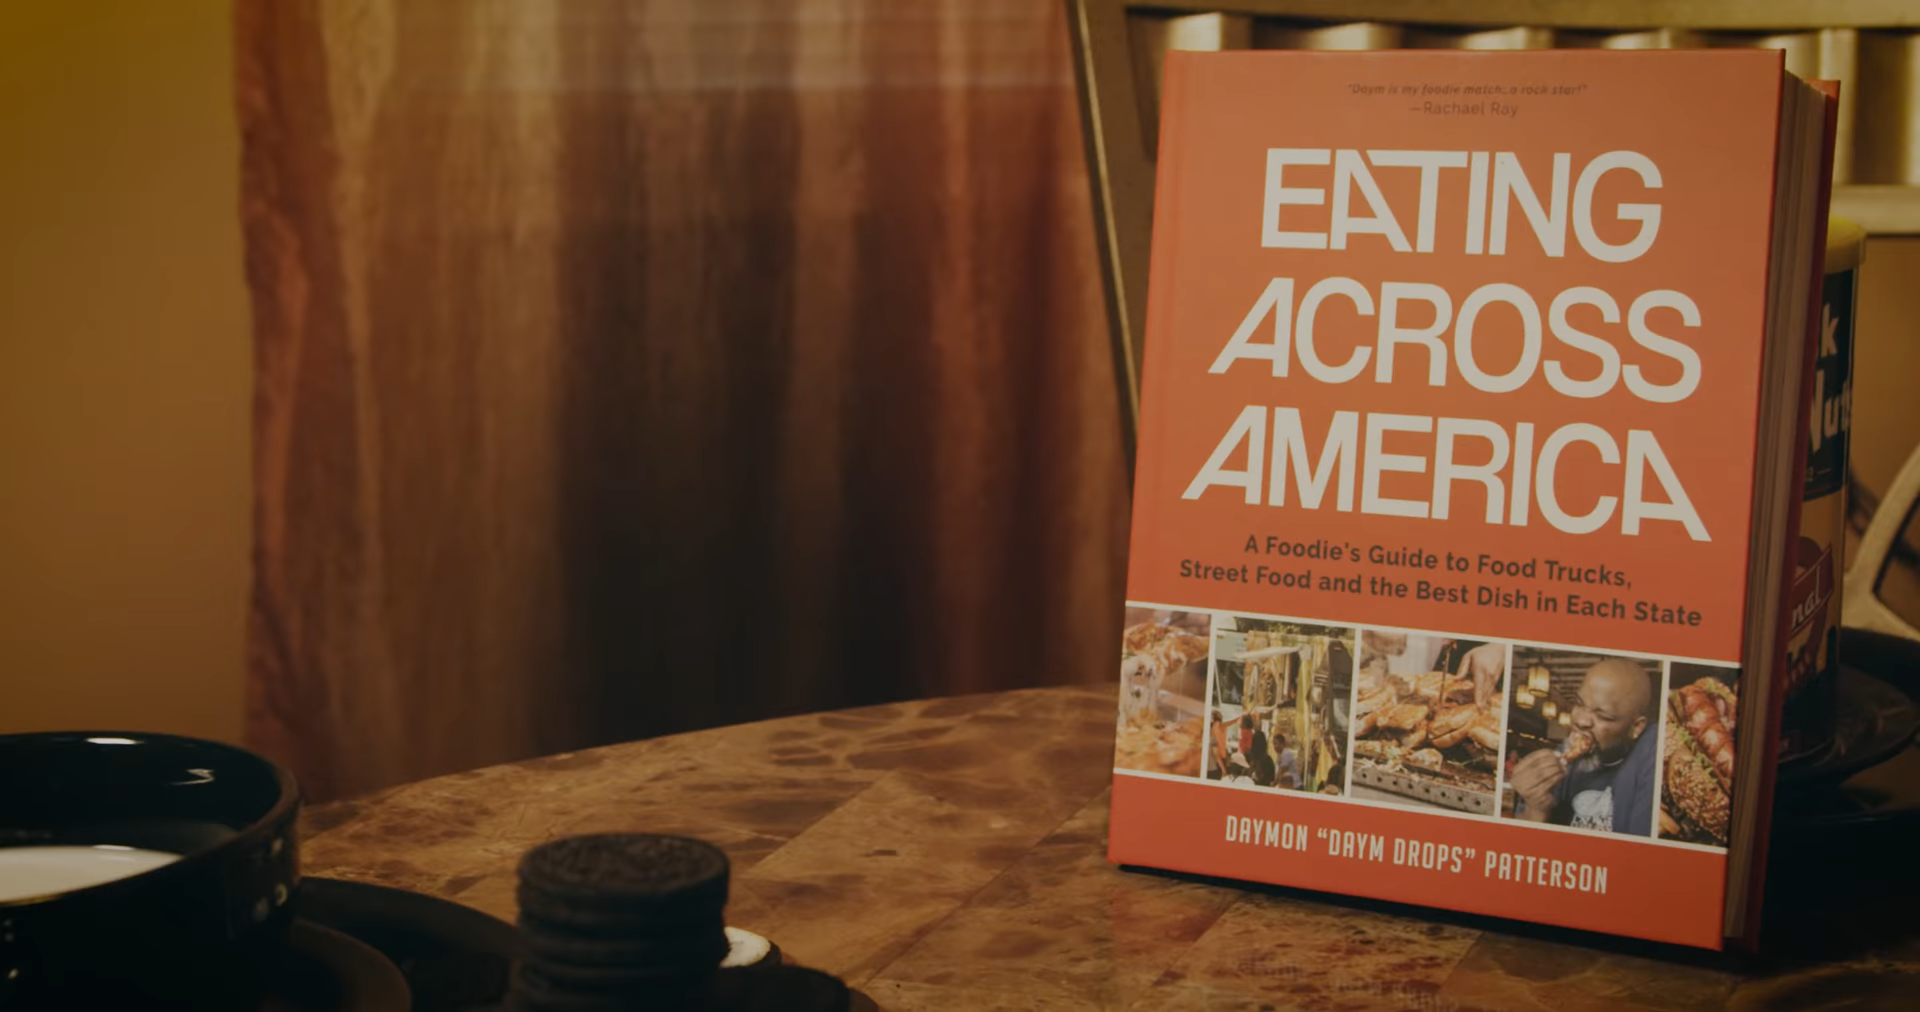 "Daym is my foodie match...a rock star!"
—Rachael Ray
EATING
ACROSS
AMERICA
A Foodie's Guide to Food Trucks,
Street Food and the Best Dish in Each State
DAYMON “DAYM DROPS” PATTERSON